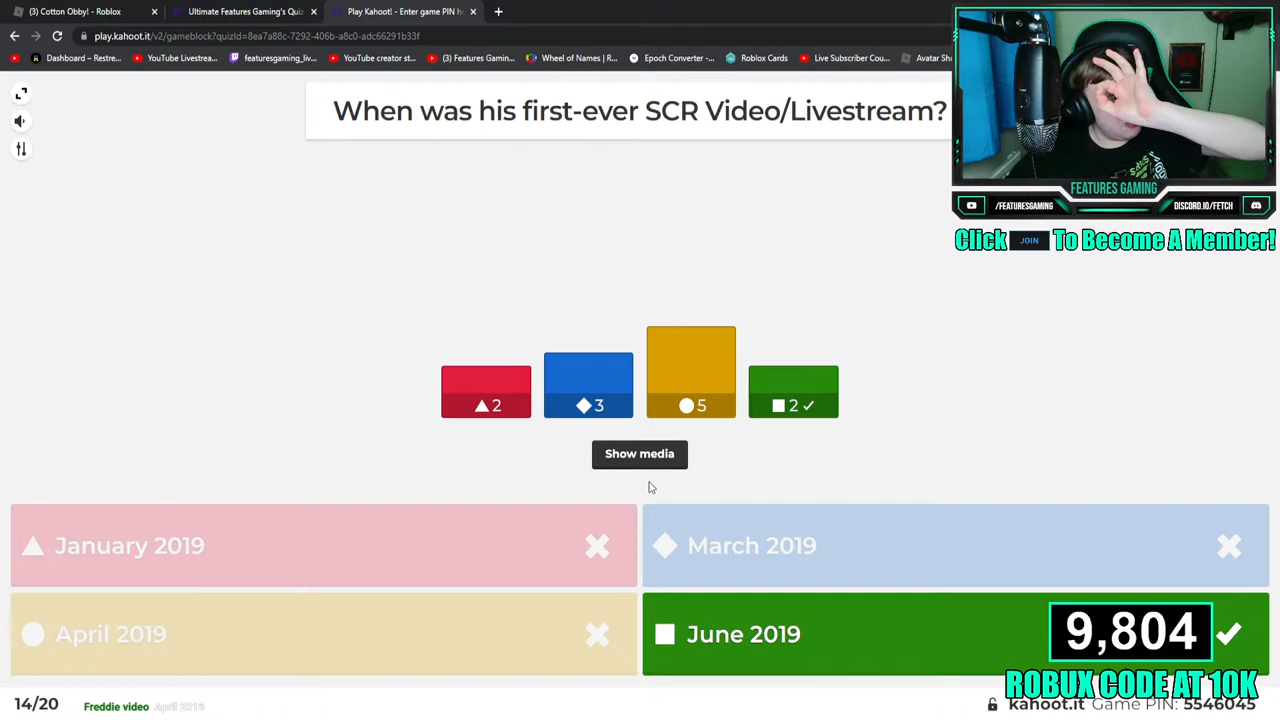 (3) Cotton Obby! - Roblox
Ultimate Features Gaming's Quiz
Play Kahoot! - Enter game PIN h
play.kahoot.it/v2/gameblock?quizId=8ea7a88c-7292-406b-a8c0-adc66291b33f
Dashboard – Restre...
YouTube Livestrea...
featuresgaming_liv...
YouTube creator st...
(3) Features Gamin...
Wheel of Names | R...
Epoch Converter -...
Roblox Cards
Live Subscriber Cou...
Avatar Sho
When was his first-ever SCR Video/Livestream?
FEATURES GAMING
/FEATURESGAMING
DISCORD.IO/FETCH
Click JOIN To Become A Member!
2
3
5
2
Show media
January 2019
March 2019
April 2019
June 2019
9,804
ROBUX CODE AT 10K
14/20
Freddie video April 2019
kahoot.it Game PIN: 5546045